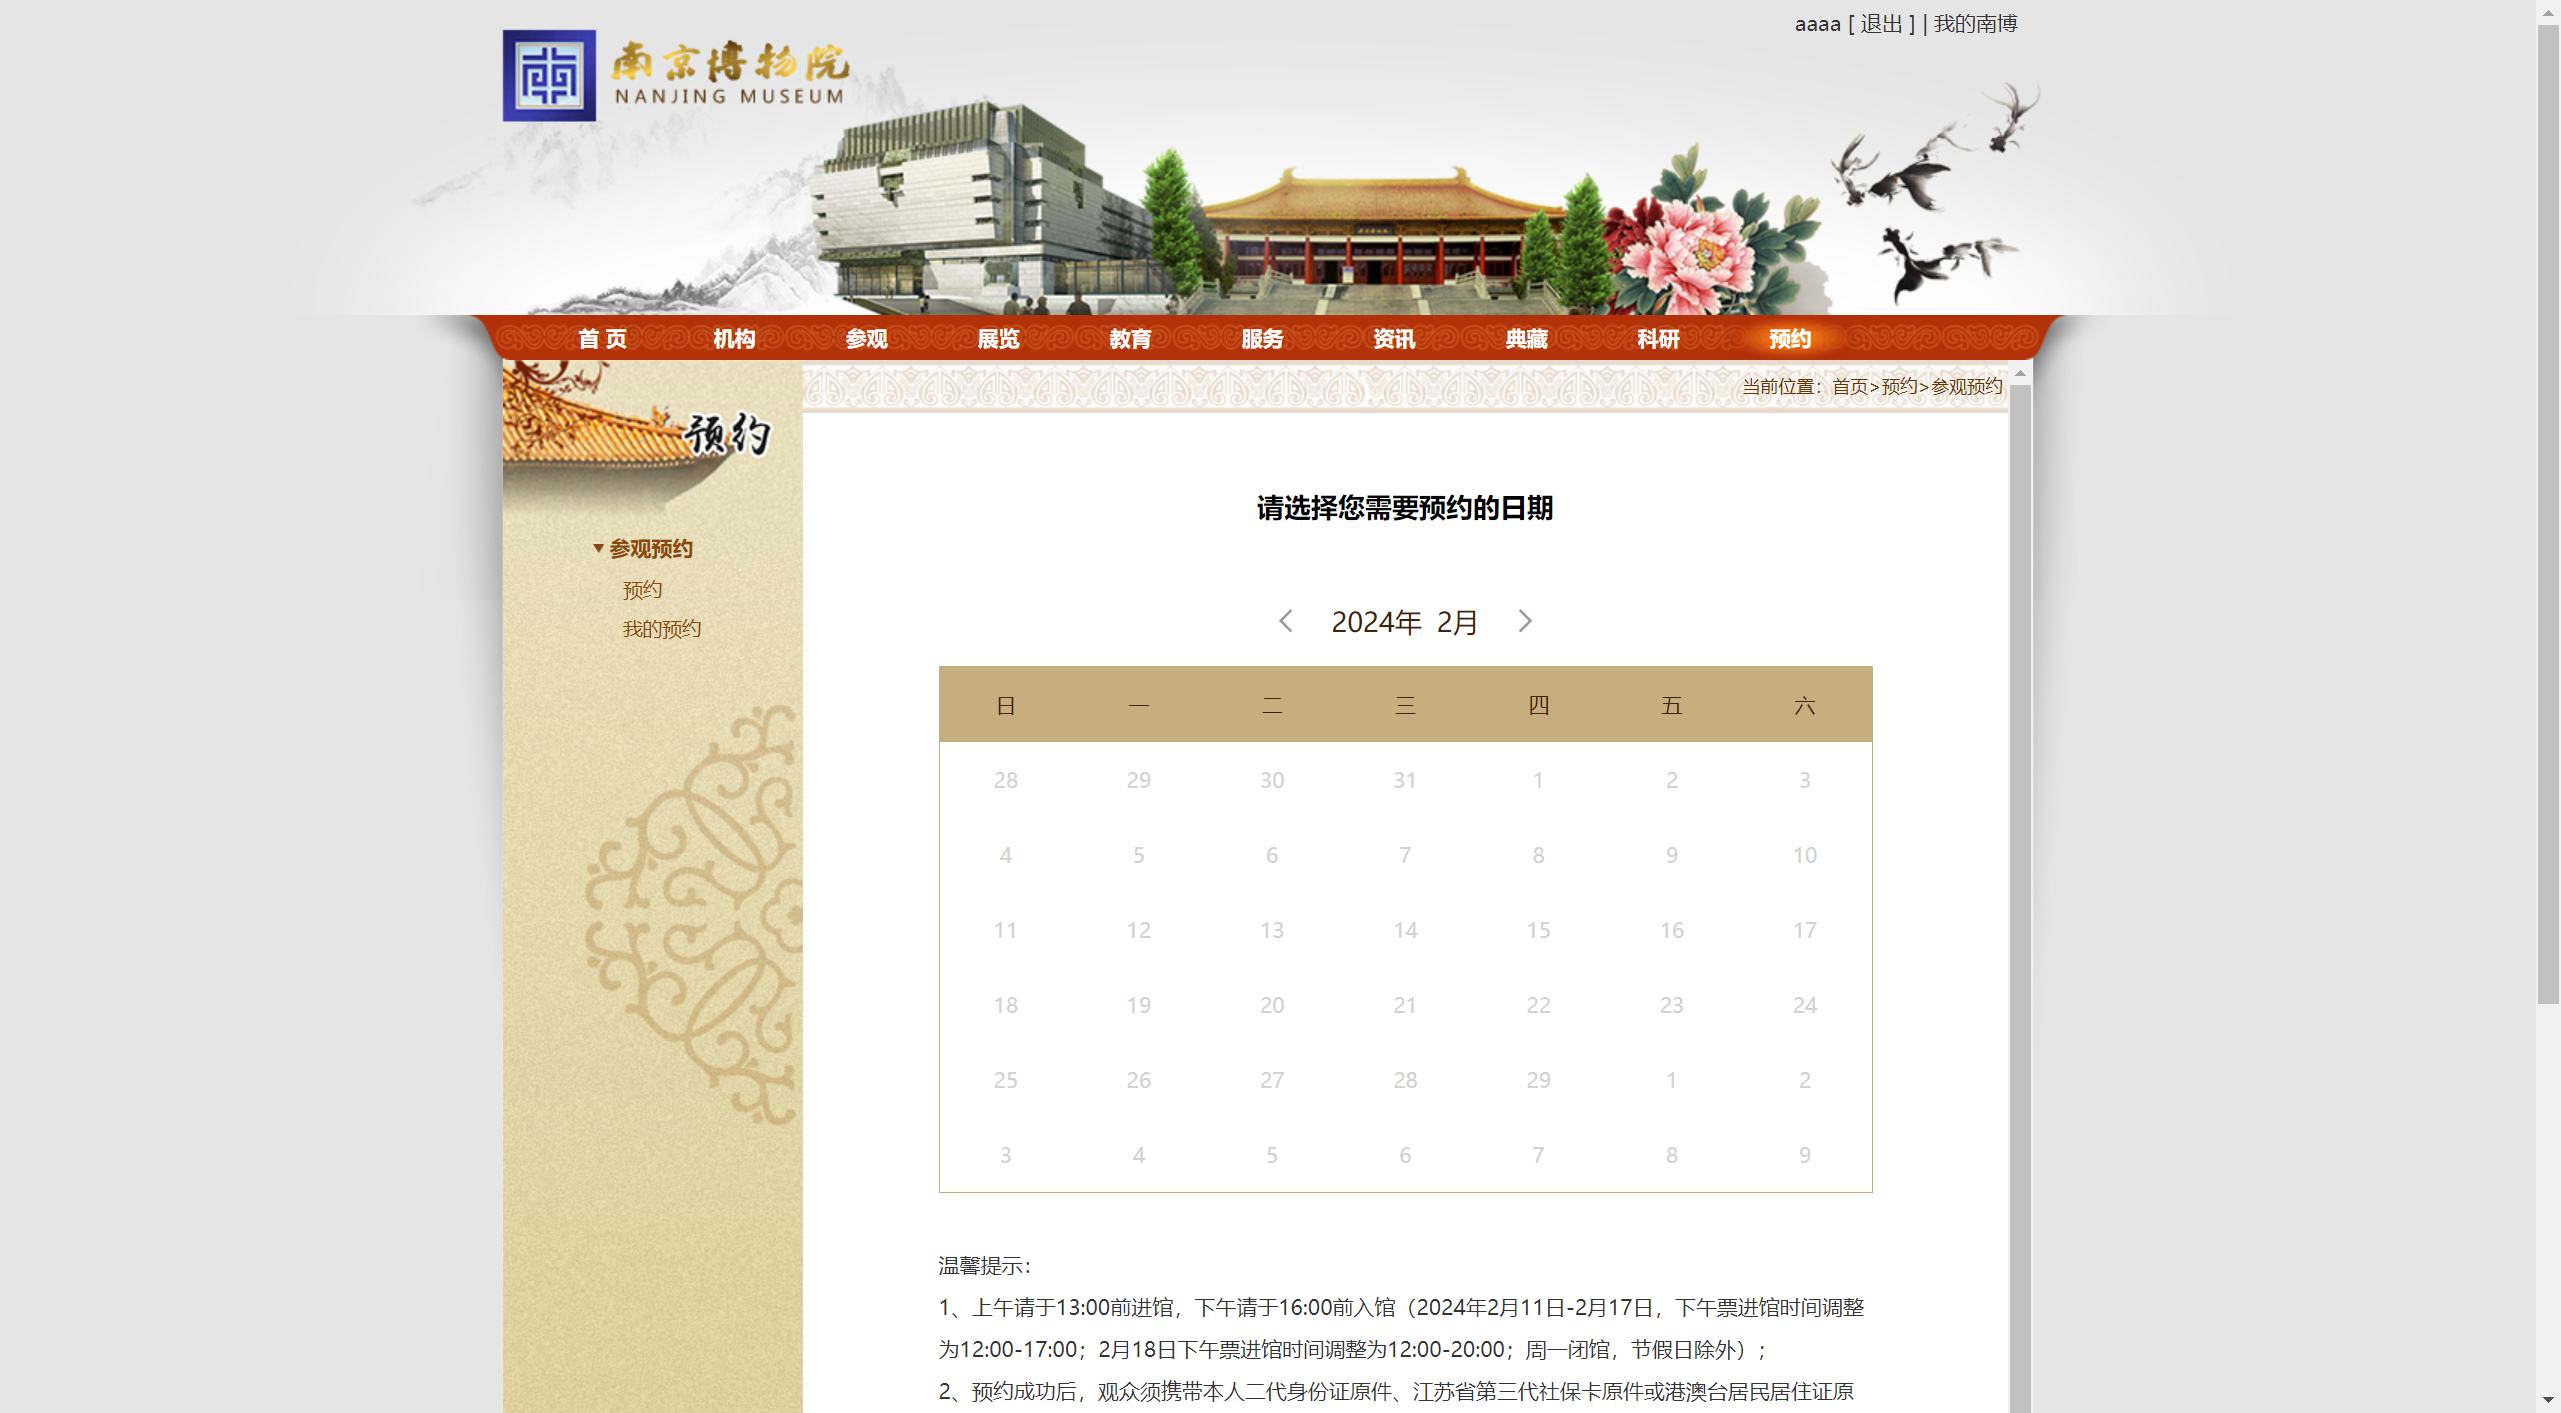 aaaa [ 退出 ] | 我的南博
南京博物院
NANJING MUSEUM
首 页 机构 参观 展览 教育 服务 资讯 典藏 科研 预约
当前位置：首页>预约>参观预约
预约
参观预约
预约
我的预约
请选择您需要预约的日期
2024年 2月
日 一 二 三 四 五 六
28 29 30 31 1 2 3
4 5 6 7 8 9 10
11 12 13 14 15 16 17
18 19 20 21 22 23 24
25 26 27 28 29 1 2
3 4 5 6 7 8 9
温馨提示：
1、上午请于13:00前进馆，下午请于16:00前入馆（2024年2月11日-2月17日，下午票进馆时间调整
为12:00-17:00；2月18日下午票进馆时间调整为12:00-20:00；周一闭馆，节假日除外）；
2、预约成功后，观众须携带本人二代身份证原件、江苏省第三代社保卡原件或港澳台居民居住证原